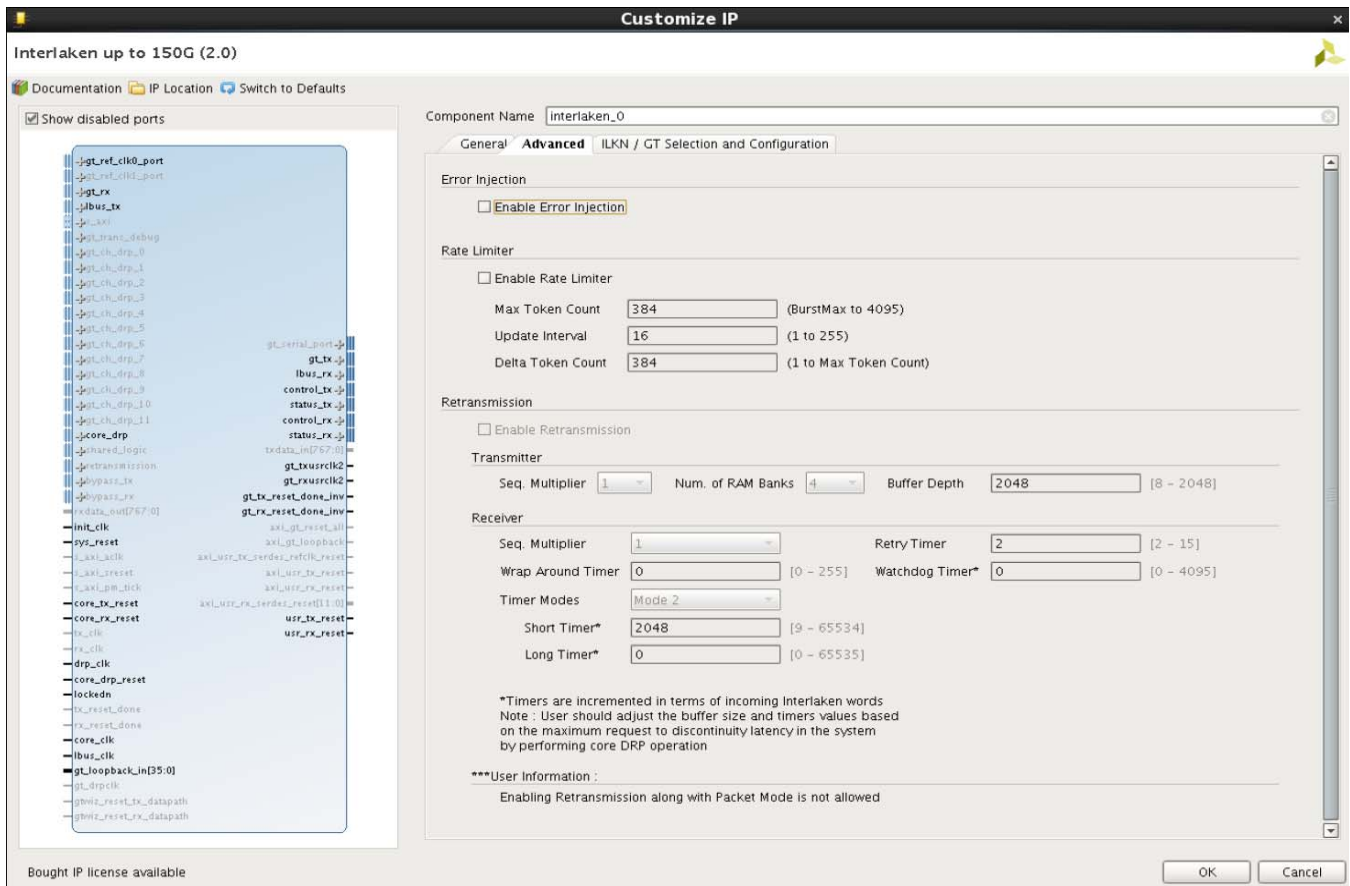 Customize IP
Interlaken up to 150G (2.0)
Documentation IP Location Switch to Defaults
Show disabled ports
gt_ref_clk0_port
gt_ref_clk1_port
gt_rx
lbus_tx
s_axi
gt_trans_debug
gt_ch_drp_0
gt_ch_drp_1
gt_ch_drp_2
gt_ch_drp_3
gt_ch_drp_4
gt_ch_drp_5
gt_ch_drp_6
gt_ch_drp_7
gt_ch_drp_8
gt_ch_drp_9
gt_ch_drp_10
gt_ch_drp_11
core_drp
shared_logic
retransmission
bypass_tx
bypass_rx
rxdata_out[767:0]
init_clk
sys_reset
s_axi_aclk
s_axi_sreset
s_axi_pm_tick
core_tx_reset
core_rx_reset
tx_clk
rx_clk
drp_clk
core_drp_reset
lockedn
tx_reset_done
rx_reset_done
core_clk
lbus_clk
gt_loopback_in[35:0]
gt_drpclk
gtwiz_reset_tx_datapath
gtwiz_reset_rx_datapath
gt_serial_port
gt_tx
lbus_rx
control_tx
status_tx
control_rx
status_rx
txdata_in[767:0]
gt_txusrclk2
gt_rxusrclk2
gt_tx_reset_done_inv
gt_rx_reset_done_inv
axi_gt_reset_all
axi_gt_loopback
axi_usr_tx_serdes_refclk_reset
axi_usr_tx_reset
axi_usr_rx_reset
axi_usr_rx_serdes_reset[11:0]
usr_tx_reset
usr_rx_reset
Component Name interlaken_0
General Advanced ILKN / GT Selection and Configuration
Error Injection
Enable Error Injection
Rate Limiter
Enable Rate Limiter
Max Token Count 384 (BurstMax to 4095)
Update Interval 16 (1 to 255)
Delta Token Count 384 (1 to Max Token Count)
Retransmission
Enable Retransmission
Transmitter
Seq. Multiplier 1 Num. of RAM Banks 4 Buffer Depth 2048 [8 - 2048]
Receiver
Seq. Multiplier 1 Retry Timer 2 [2 - 15]
Wrap Around Timer 0 [0 - 255] Watchdog Timer* 0 [0 - 4095]
Timer Modes Mode 2
Short Timer* 2048 [9 - 65534]
Long Timer* 0 [0 - 65535]
*Timers are incremented in terms of incoming Interlaken words
Note : User should adjust the buffer size and timers values based
on the maximum request to discontinuity latency in the system
by performing core DRP operation
***User Information :
Enabling Retransmission along with Packet Mode is not allowed
Bought IP license available
OK Cancel